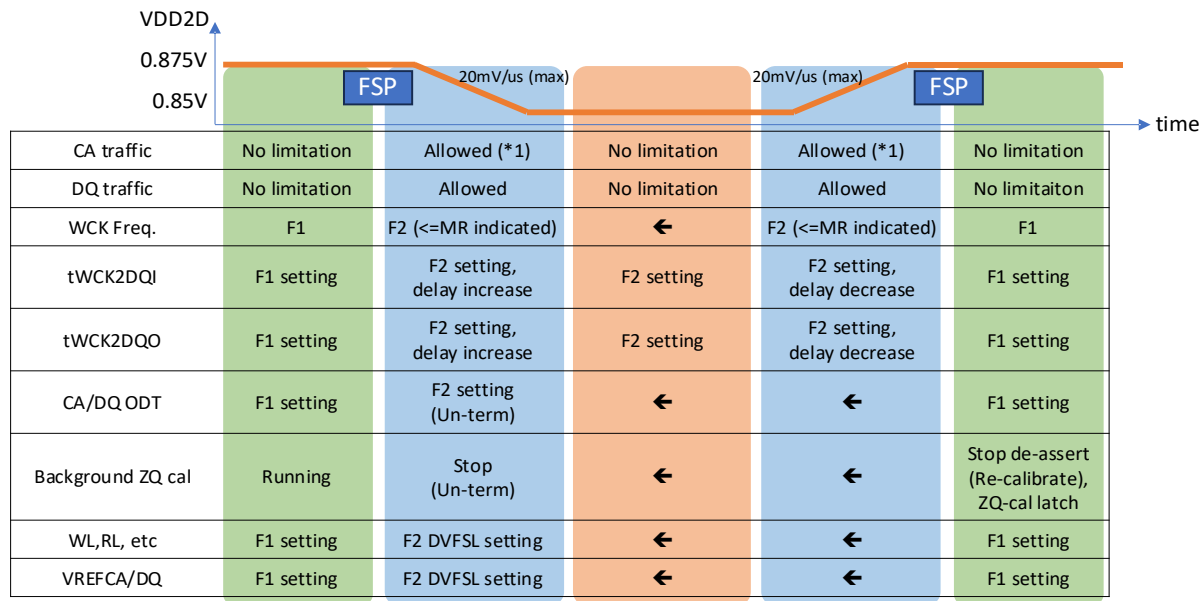 VDD2D
0.875V
0.85V
FSP
20mV/us (max)
20mV/us (max)
FSP
time
CA traffic No limitation Allowed (*1) No limitation Allowed (*1) No limitation
DQ traffic No limitation Allowed No limitation Allowed No limitaiton
WCK Freq. F1 F2 (<=MR indicated) ← F2 (<=MR indicated) F1
tWCK2DQI F1 setting F2 setting, delay increase F2 setting F2 setting, delay decrease F1 setting
tWCK2DQO F1 setting F2 setting, delay increase F2 setting F2 setting, delay decrease F1 setting
CA/DQ ODT F1 setting F2 setting (Un-term) ← ← F1 setting
Background ZQ cal Running Stop (Un-term) ← ← Stop de-assert (Re-calibrate), ZQ-cal latch
WL,RL, etc F1 setting F2 DVFSL setting ← ← F1 setting
VREFCA/DQ F1 setting F2 DVFSL setting ← ← F1 setting